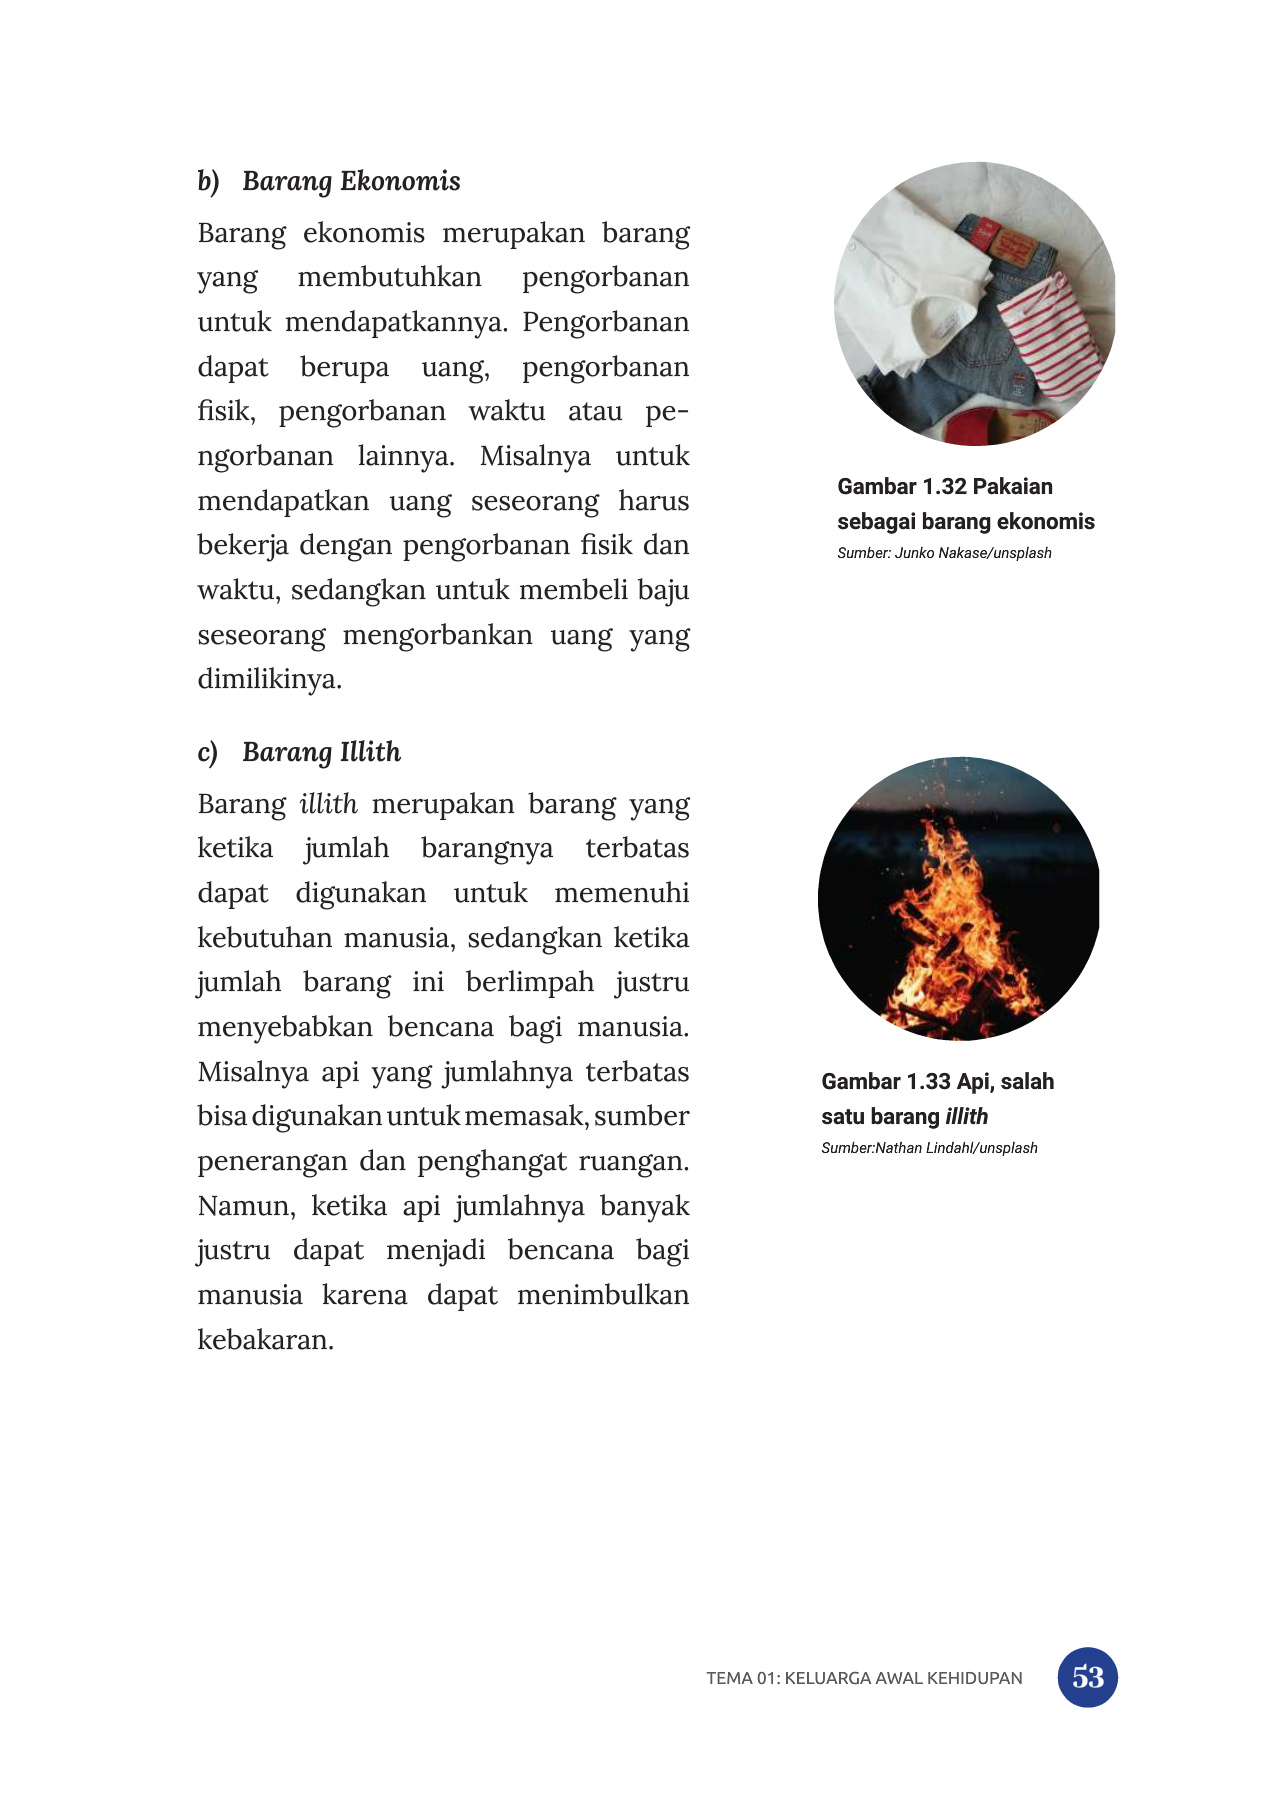 b) Barang Ekonomis
Barang ekonomis merupakan barang
yang membutuhkan pengorbanan
untuk mendapatkannya. Pengorbanan
dapat berupa uang, pengorbanan
fisik, pengorbanan waktu atau pe-
ngorbanan lainnya. Misalnya untuk
mendapatkan uang seseorang harus
bekerja dengan pengorbanan fisik dan
waktu, sedangkan untuk membeli baju
seseorang mengorbankan uang yang
dimilikinya.
Gambar 1.32 Pakaian
sebagai barang ekonomis
Sumber: Junko Nakase/unsplash
c) Barang Illith
Barang illith merupakan barang yang
ketika jumlah barangnya terbatas
dapat digunakan untuk memenuhi
kebutuhan manusia, sedangkan ketika
jumlah barang ini berlimpah justru
menyebabkan bencana bagi manusia.
Misalnya api yang jumlahnya terbatas
bisa digunakan untuk memasak, sumber
penerangan dan penghangat ruangan.
Namun, ketika api jumlahnya banyak
justru dapat menjadi bencana bagi
manusia karena dapat menimbulkan
kebakaran.
Gambar 1.33 Api, salah
satu barang illith
Sumber:Nathan Lindahl/unsplash
TEMA 01: KELUARGA AWAL KEHIDUPAN
53